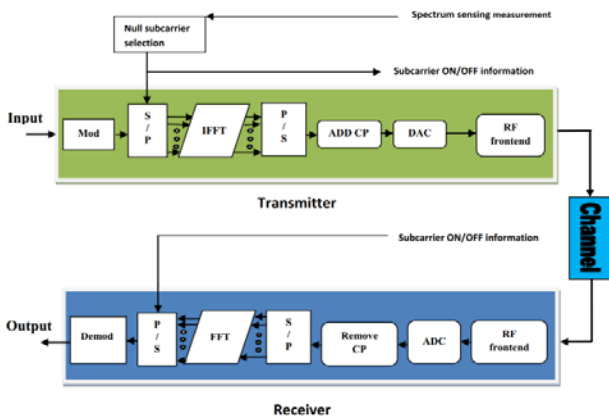 Spectrum sensing measurement
Null subcarrier
selection
Subcarrier ON/OFF information
Input
Mod
S
/
P
IFFT
P
/
S
ADD CP
DAC
RF
frontend
Transmitter
Channel
Subcarrier ON/OFF information
Output
Demod
P
/
S
FFT
S
/
P
Remove
CP
ADC
RF
frontend
Receiver